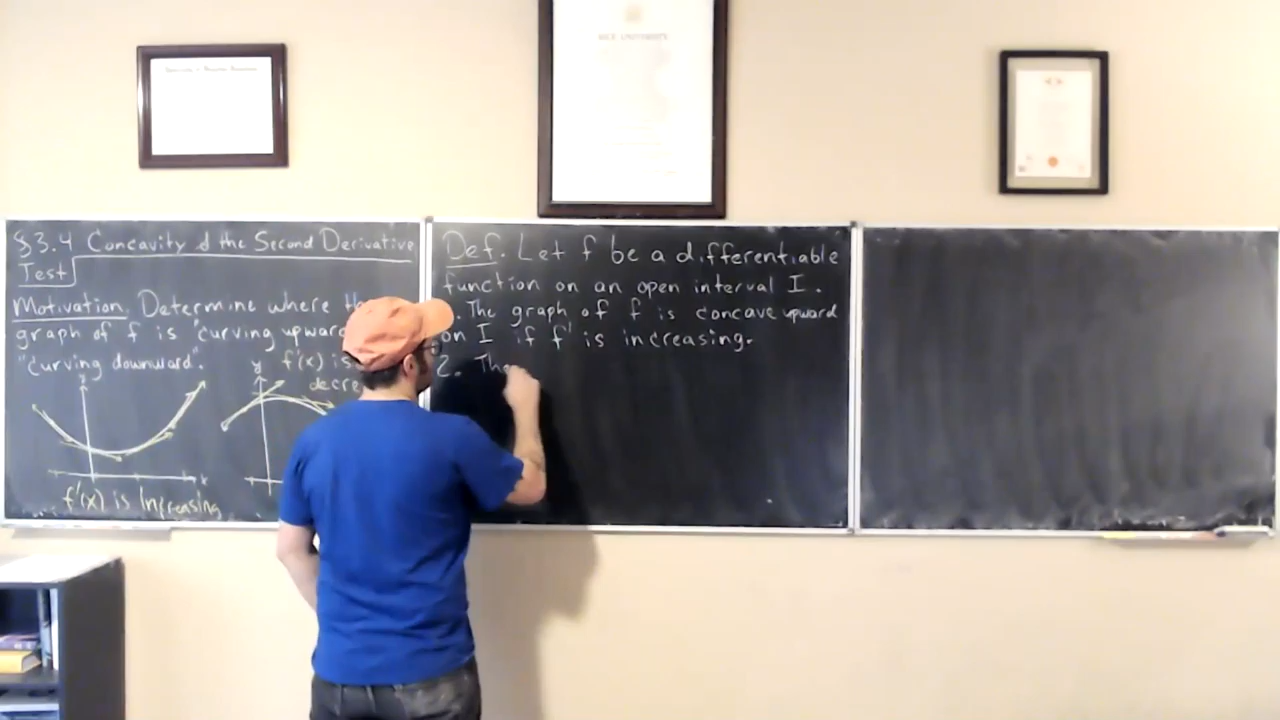 RICE UNIVERSITY
§3.4 Concavity & the Second Derivative
Test
Motivation. Determine where the
graph of f is "curving upward"
"curving downward".
y
x
f'(x) is increasing
y
f'(x) is
Def. Let f be a differentiable
function on an open interval I.
The graph of f is concave upward
on I if f' is increasing.
2. The